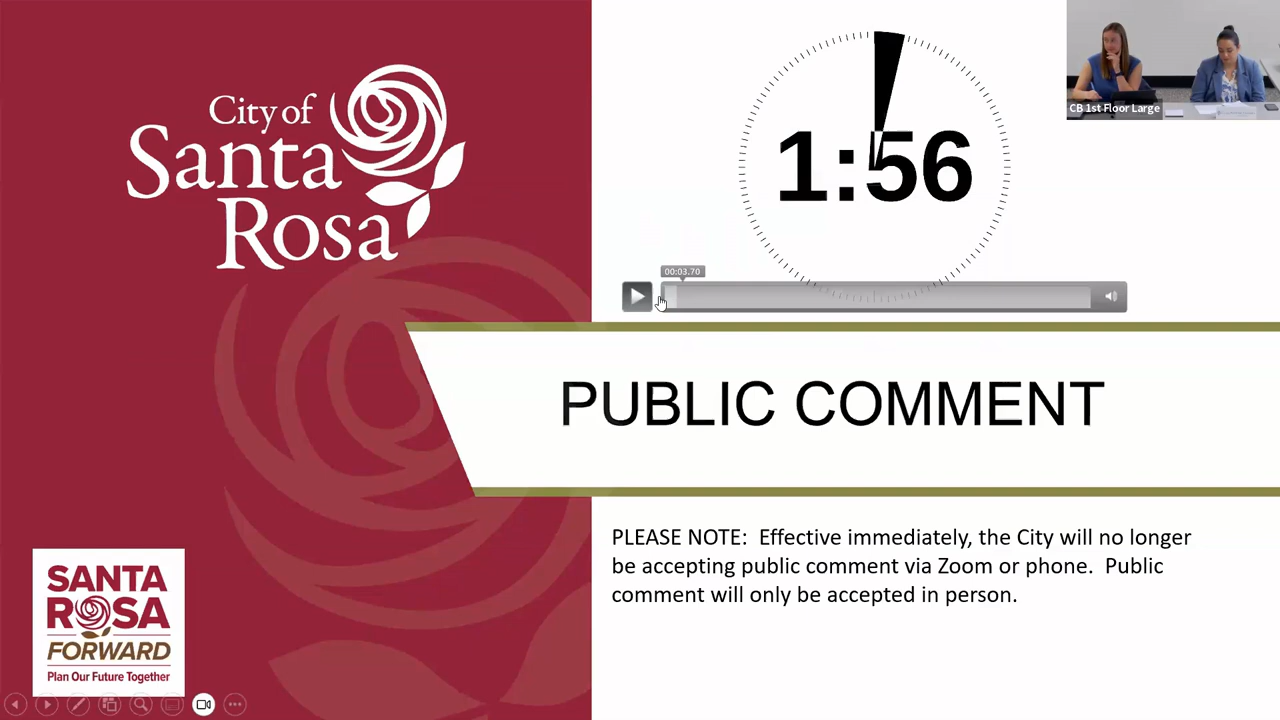 City of
Santa
Rosa
1:56
CB 1st Floor Large
00:03.70
PUBLIC COMMENT
PLEASE NOTE:  Effective immediately, the City will no longer
be accepting public comment via Zoom or phone.  Public
comment will only be accepted in person.
SANTA
ROSA
FORWARD
Plan Our Future Together